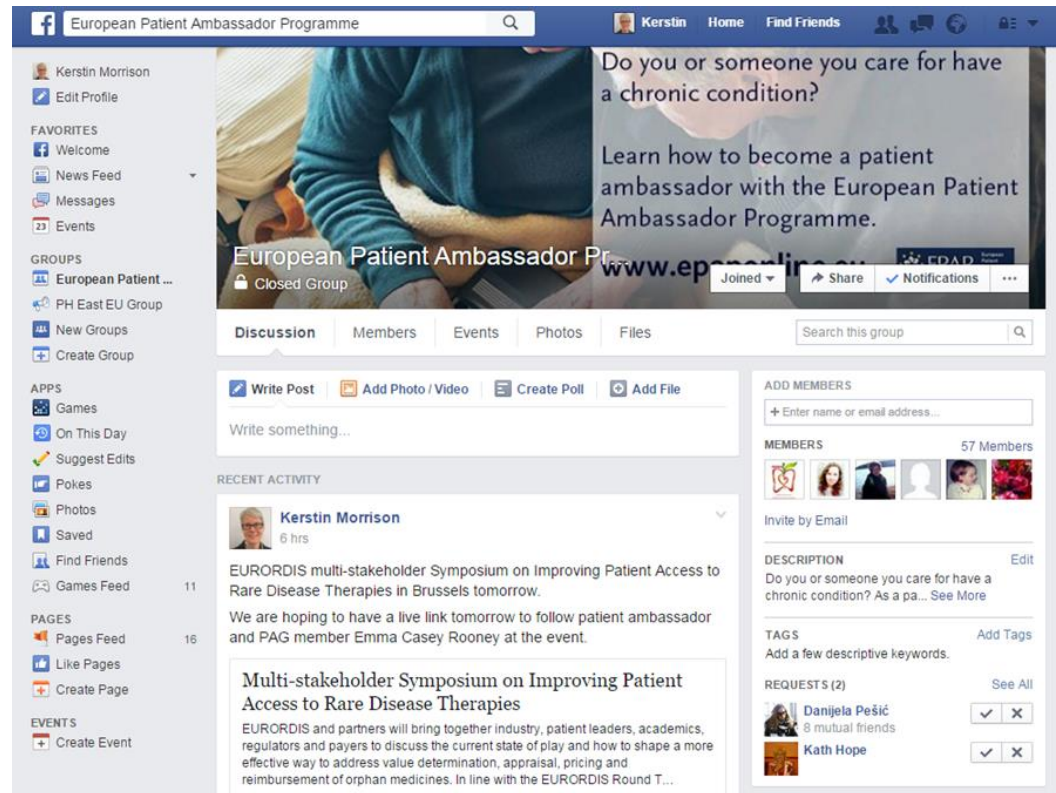 European Patient Ambassador Programme
Kerstin Home Find Friends
Kerstin Morrison
Edit Profile
FAVORITES
Welcome
News Feed
Messages
23 Events
GROUPS
European Patient ...
PH East EU Group
New Groups
Create Group
APPS
Games
On This Day
Suggest Edits
Pokes
Photos
Saved
Find Friends
Games Feed 11
PAGES
Pages Feed 16
Like Pages
Create Page
EVENTS
Create Event
Do you or someone you care for have
a chronic condition?
Learn how to become a patient
ambassador with the European Patient
Ambassador Programme.
European Patient Ambassador Pr...
Closed Group
Joined Share Notifications ...
Discussion Members Events Photos Files
Search this group
Write Post Add Photo / Video Create Poll Add File
Write something...
RECENT ACTIVITY
Kerstin Morrison
6 hrs
EURORDIS multi-stakeholder Symposium on Improving Patient Access to
Rare Disease Therapies in Brussels tomorrow.
We are hoping to have a live link tomorrow to follow patient ambassador
and PAG member Emma Casey Rooney at the event.
Multi-stakeholder Symposium on Improving Patient
Access to Rare Disease Therapies
EURORDIS and partners will bring together industry, patient leaders, academics,
regulators and payers to discuss the current state of play and how to shape a more
effective way to address value determination, appraisal, pricing and
reimbursement of orphan medicines. In line with the EURORDIS Round T...
ADD MEMBERS
+ Enter name or email address...
MEMBERS 57 Members
Invite by Email
DESCRIPTION Edit
Do you or someone you care for have a
chronic condition? As a pa... See More
TAGS Add Tags
Add a few descriptive keywords.
REQUESTS (2) See All
Danijela Pešić
8 mutual friends
Kath Hope